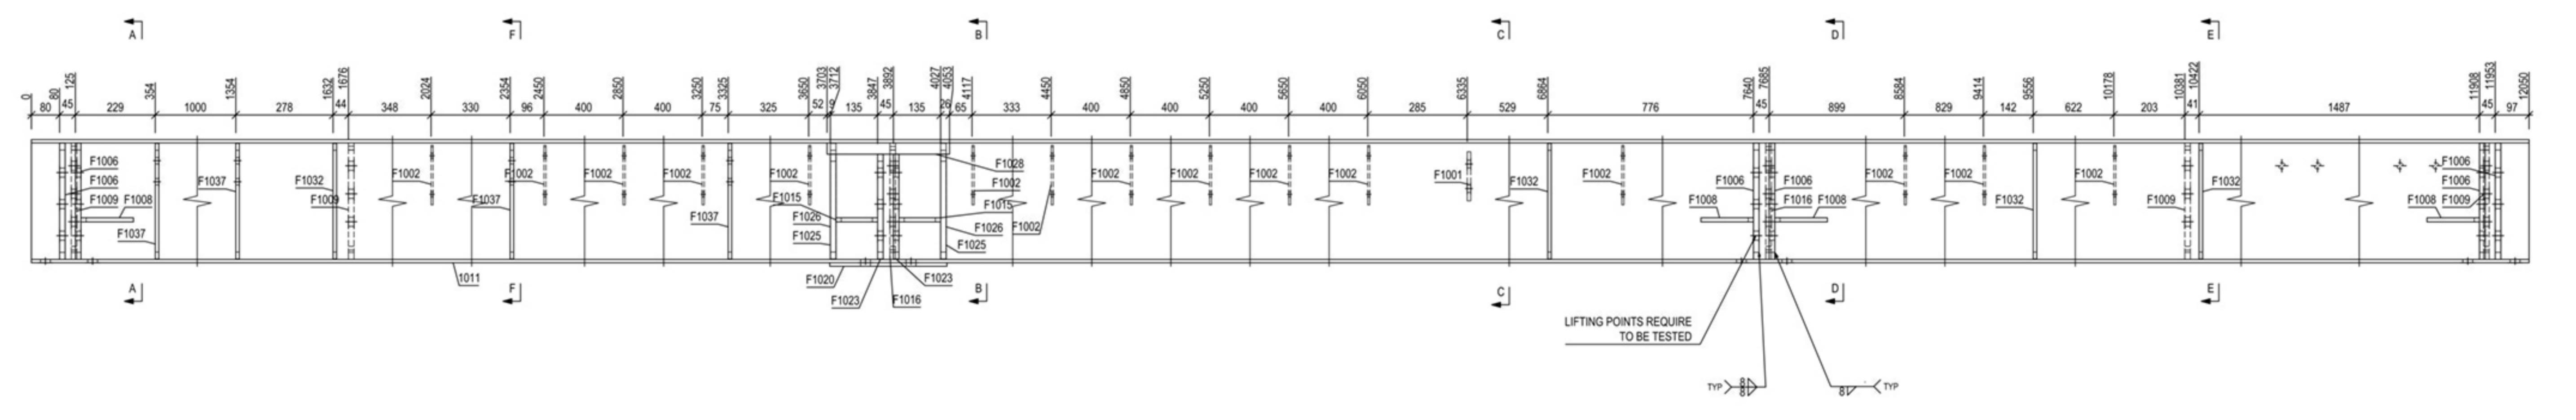 A F B C D E
0 80 125 354 1354 1632 1676 2024 2354 2450 2850 3250 3325 3650 3703 3712 3847 3892 4027 4053 4117 4450 4850 5250 5650 6050 6335 6864 7640 7685 8584 9414 9556 10178 10381 10422 11908 11953 12050
80 45 229 1000 278 44 348 330 96 400 400 75 325 52 9 135 45 135 26 65 333 400 400 400 400 285 529 776 45 899 829 142 622 203 41 1487 45 97
F1006 F1028 F1006
F1002 F1002 F1002 F1002 F1002 F1002 F1002 F1002 F1002 F1001 F1002 F1002 F1002 F1002
F1037 F1032 F1002 F1032 F1006 F1006 F1032 F1006
F1006
F1009 F1008 F1009 F1037 F1015 F1015 F1008 F1016 F1008 F1032 F1009 F1008 F1009
F1037 F1037 F1026 F1026 F1002
F1025 F1025
1011 F1020 F1023
F1023 F1016
A F B C D E
LIFTING POINTS REQUIRE
TO BE TESTED
TYP 8 8 8 TYP